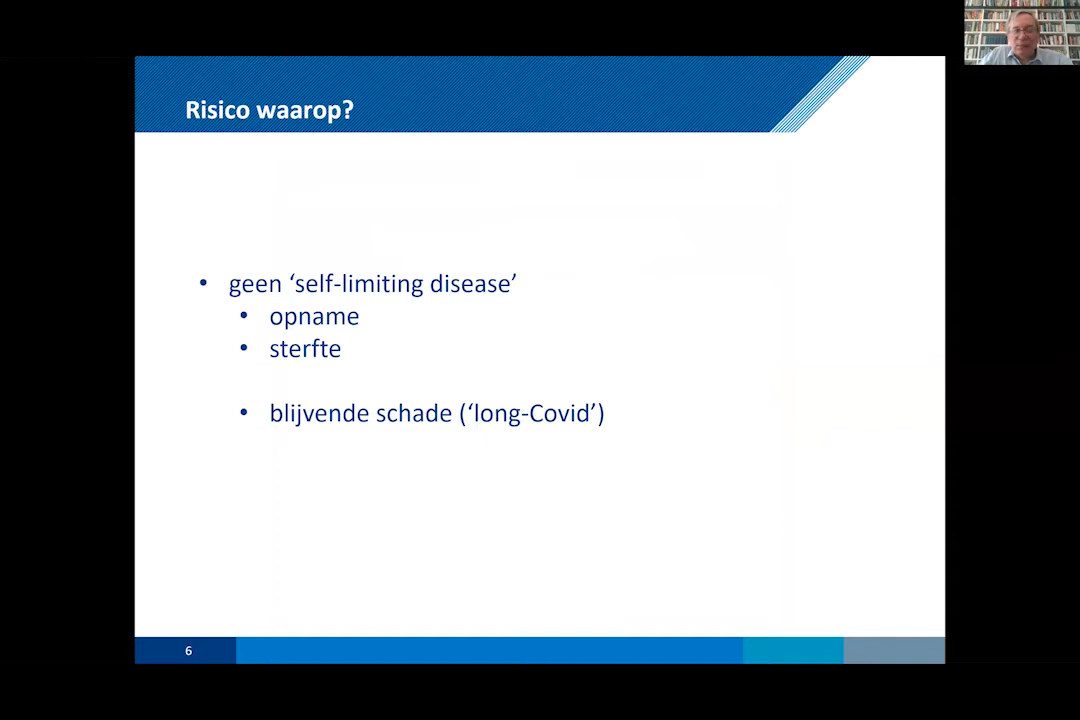 Risico waarop?
• geen ‘self-limiting disease’
• opname
• sterfte
• blijvende schade (‘long-Covid’)
6